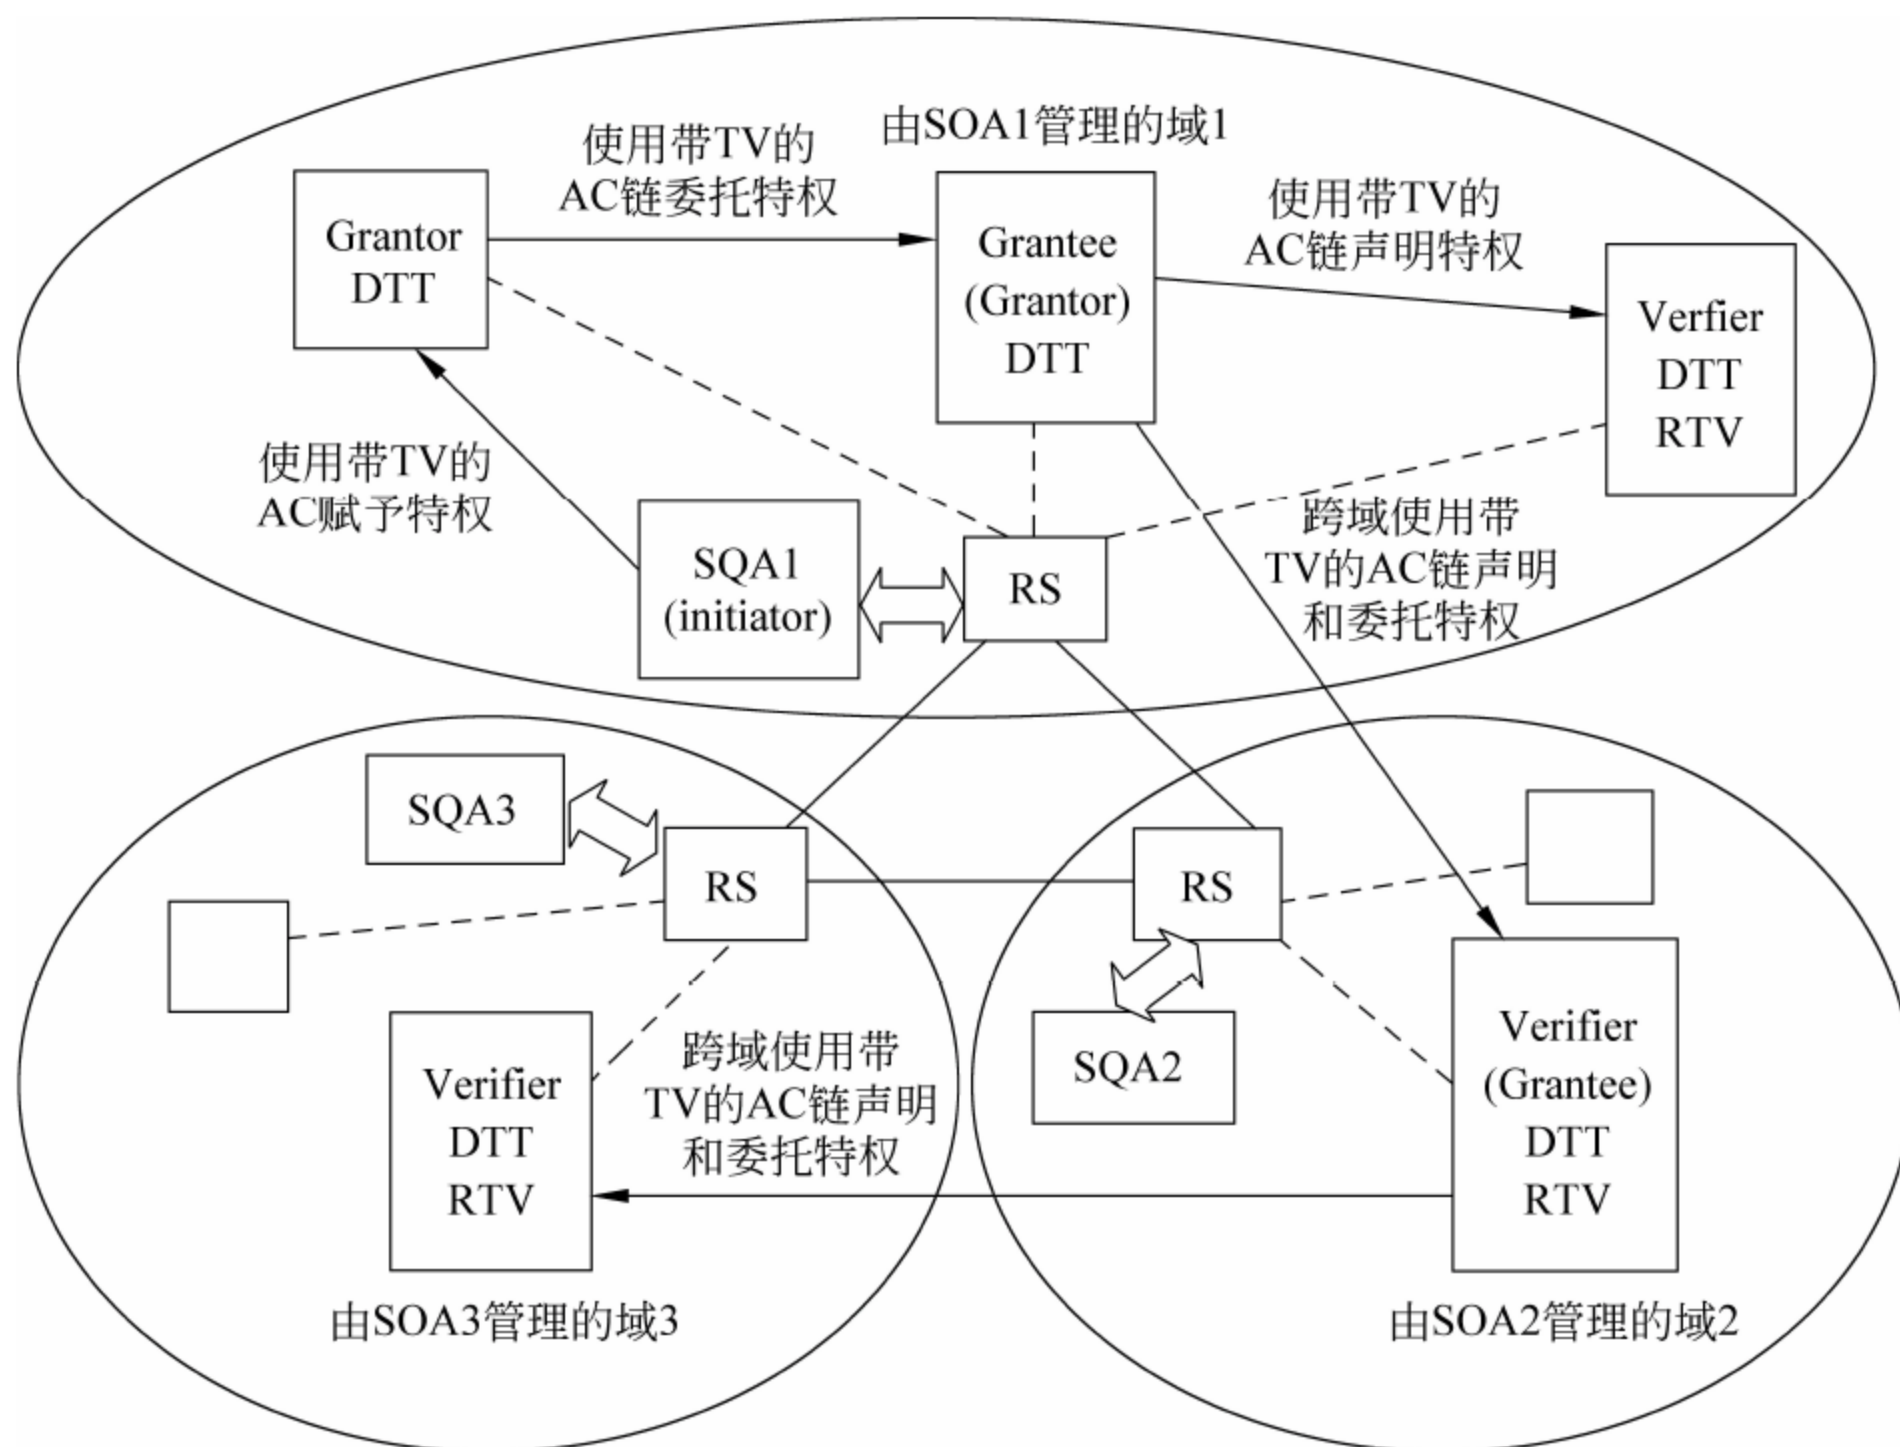 由SOA1管理的域1
使用带TV的
AC链委托特权
使用带TV的
AC链声明特权
Grantor
DTT
Grantee
(Grantor)
DTT
Verfier
DTT
RTV
使用带TV的
AC赋予特权
SQA1
(initiator)
RS
跨域使用带
TV的AC链声明
和委托特权
SQA3
RS
RS
SQA2
Verifier
DTT
RTV
跨域使用带
TV的AC链声明
和委托特权
Verifier
(Grantee)
DTT
RTV
由SOA3管理的域3
由SOA2管理的域2